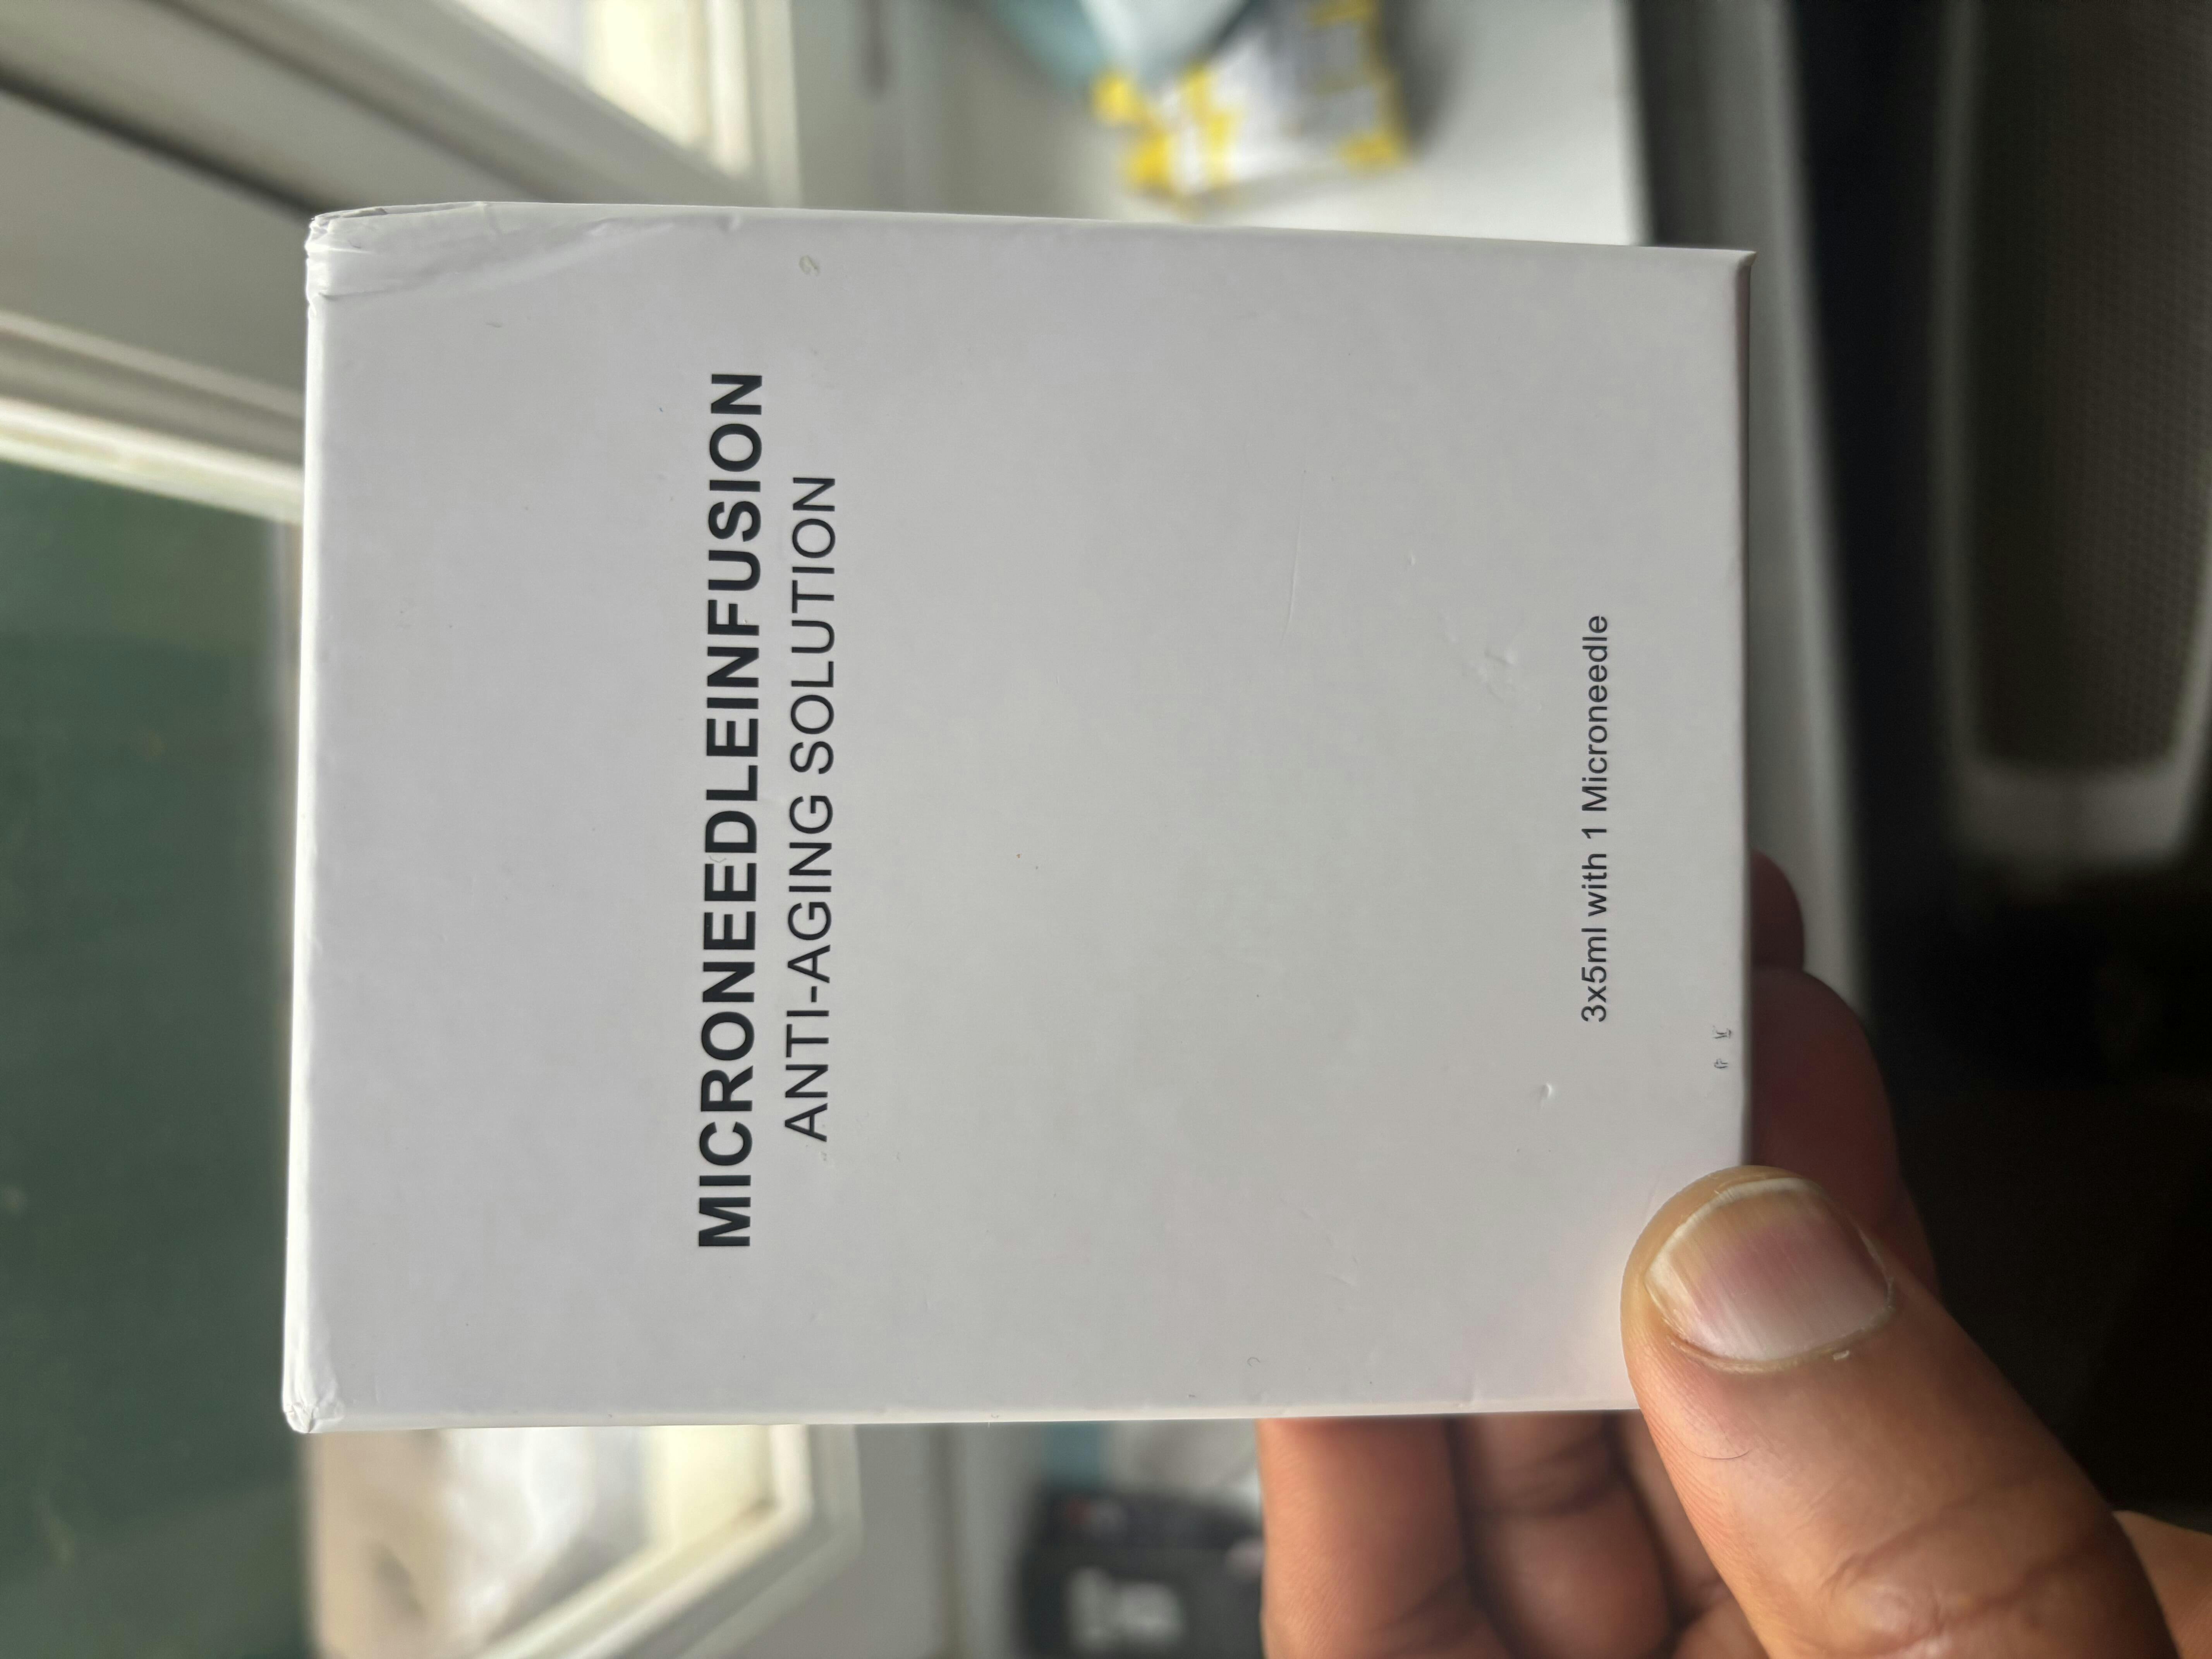 MICRONEEDLEINFUSION
ANTI-AGING SOLUTION
3x5ml with 1 Microneedle